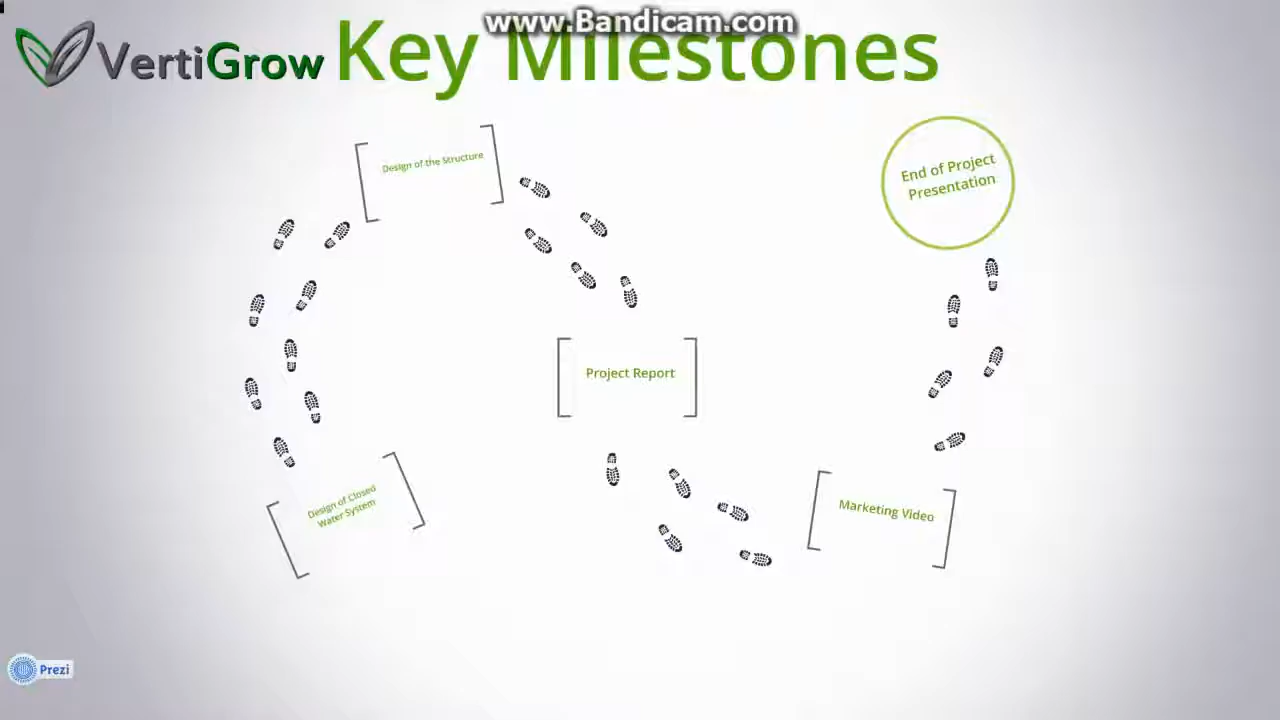 www.Bandicam.com
VertiGrow
Key Milestones
Design of the Structure
End of Project
Presentation
Project Report
Design of Closed
Water System
Marketing Video
Prezi